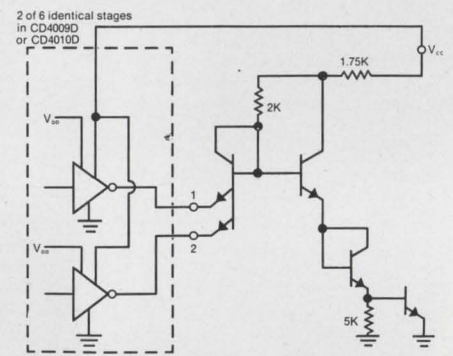 2 of 6 identical stages
in CD4009D
or CD4010D
Vcc
1.75K
2K
VDD
1
2
VDD
5K